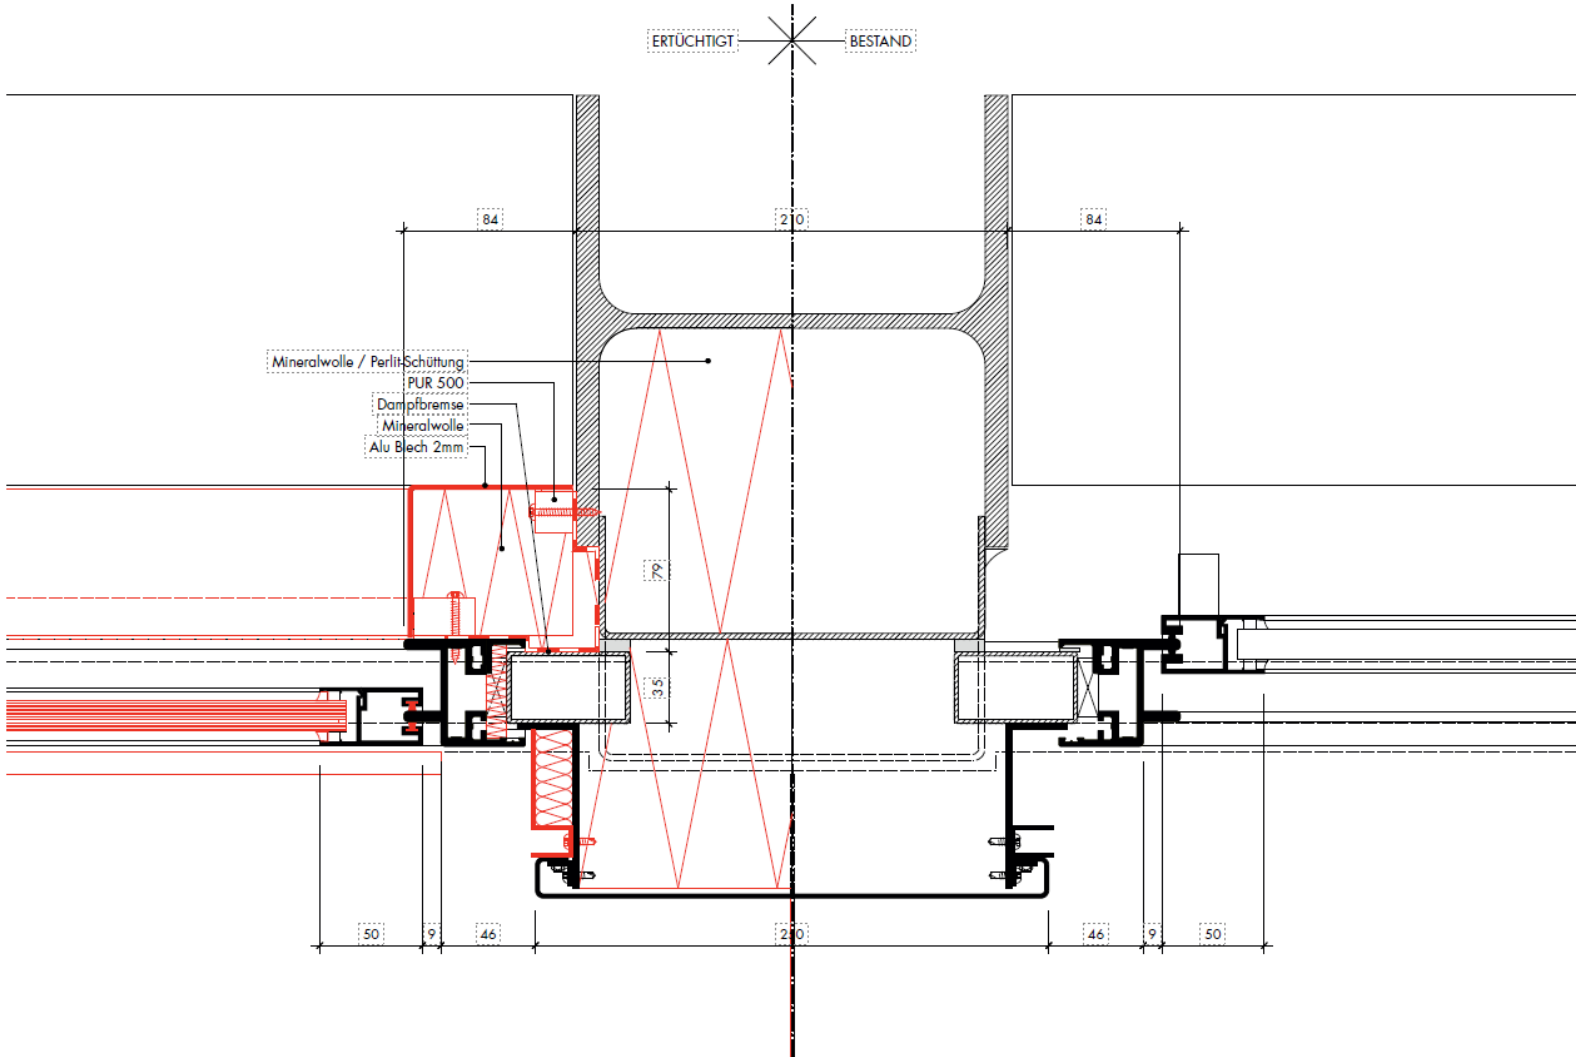 ERTÜCHTIGT
BESTAND
84
210
84
Mineralwolle / Perlit-Schüttung
PUR 500
Dampfbremse
Mineralwolle
Alu Blech 2mm
79
35
50
9
46
250
46
9
50